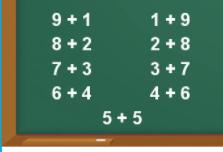 9 + 1 1 + 9
8 + 2 2 + 8
7 + 3 3 + 7
6 + 4 4 + 6
5 + 5